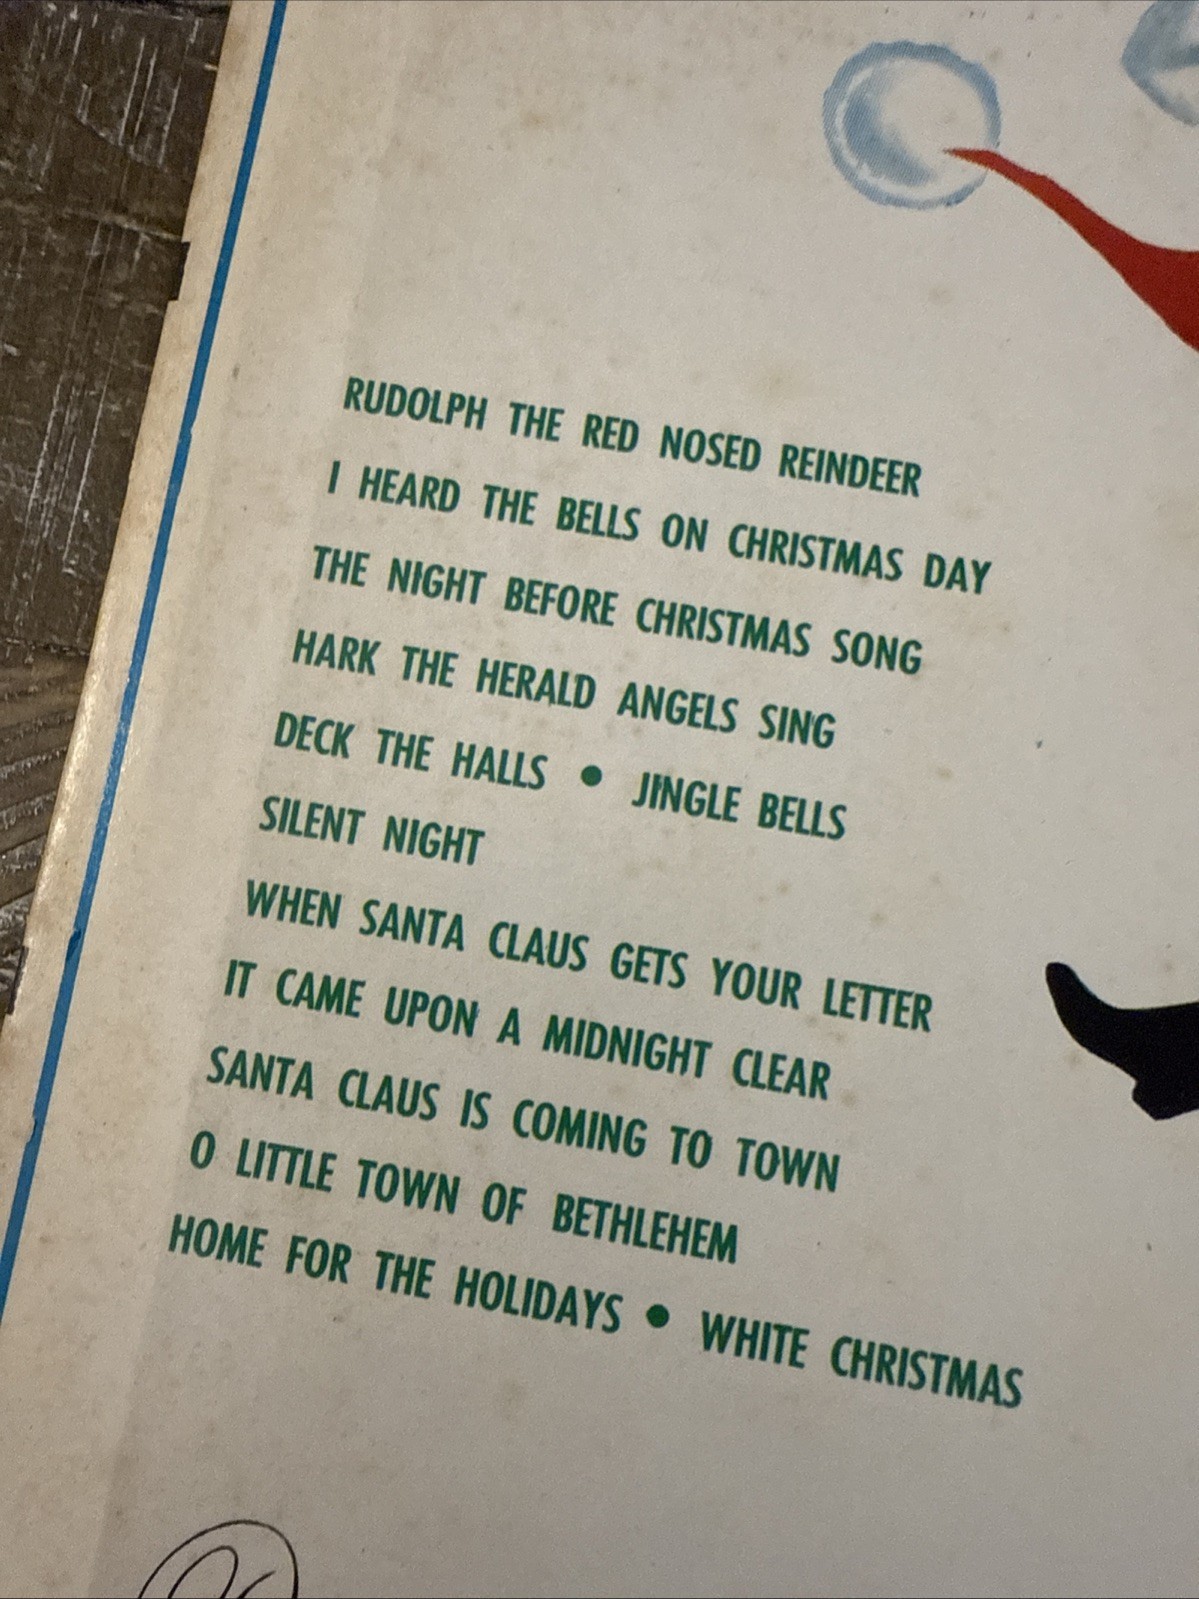 RUDOLPH THE RED NOSED REINDEER
I HEARD THE BELLS ON CHRISTMAS DAY
THE NIGHT BEFORE CHRISTMAS SONG
HARK THE HERALD ANGELS SING
DECK THE HALLS • JINGLE BELLS
SILENT NIGHT
WHEN SANTA CLAUS GETS YOUR LETTER
IT CAME UPON A MIDNIGHT CLEAR
SANTA CLAUS IS COMING TO TOWN
O LITTLE TOWN OF BETHLEHEM
HOME FOR THE HOLIDAYS • WHITE CHRISTMAS